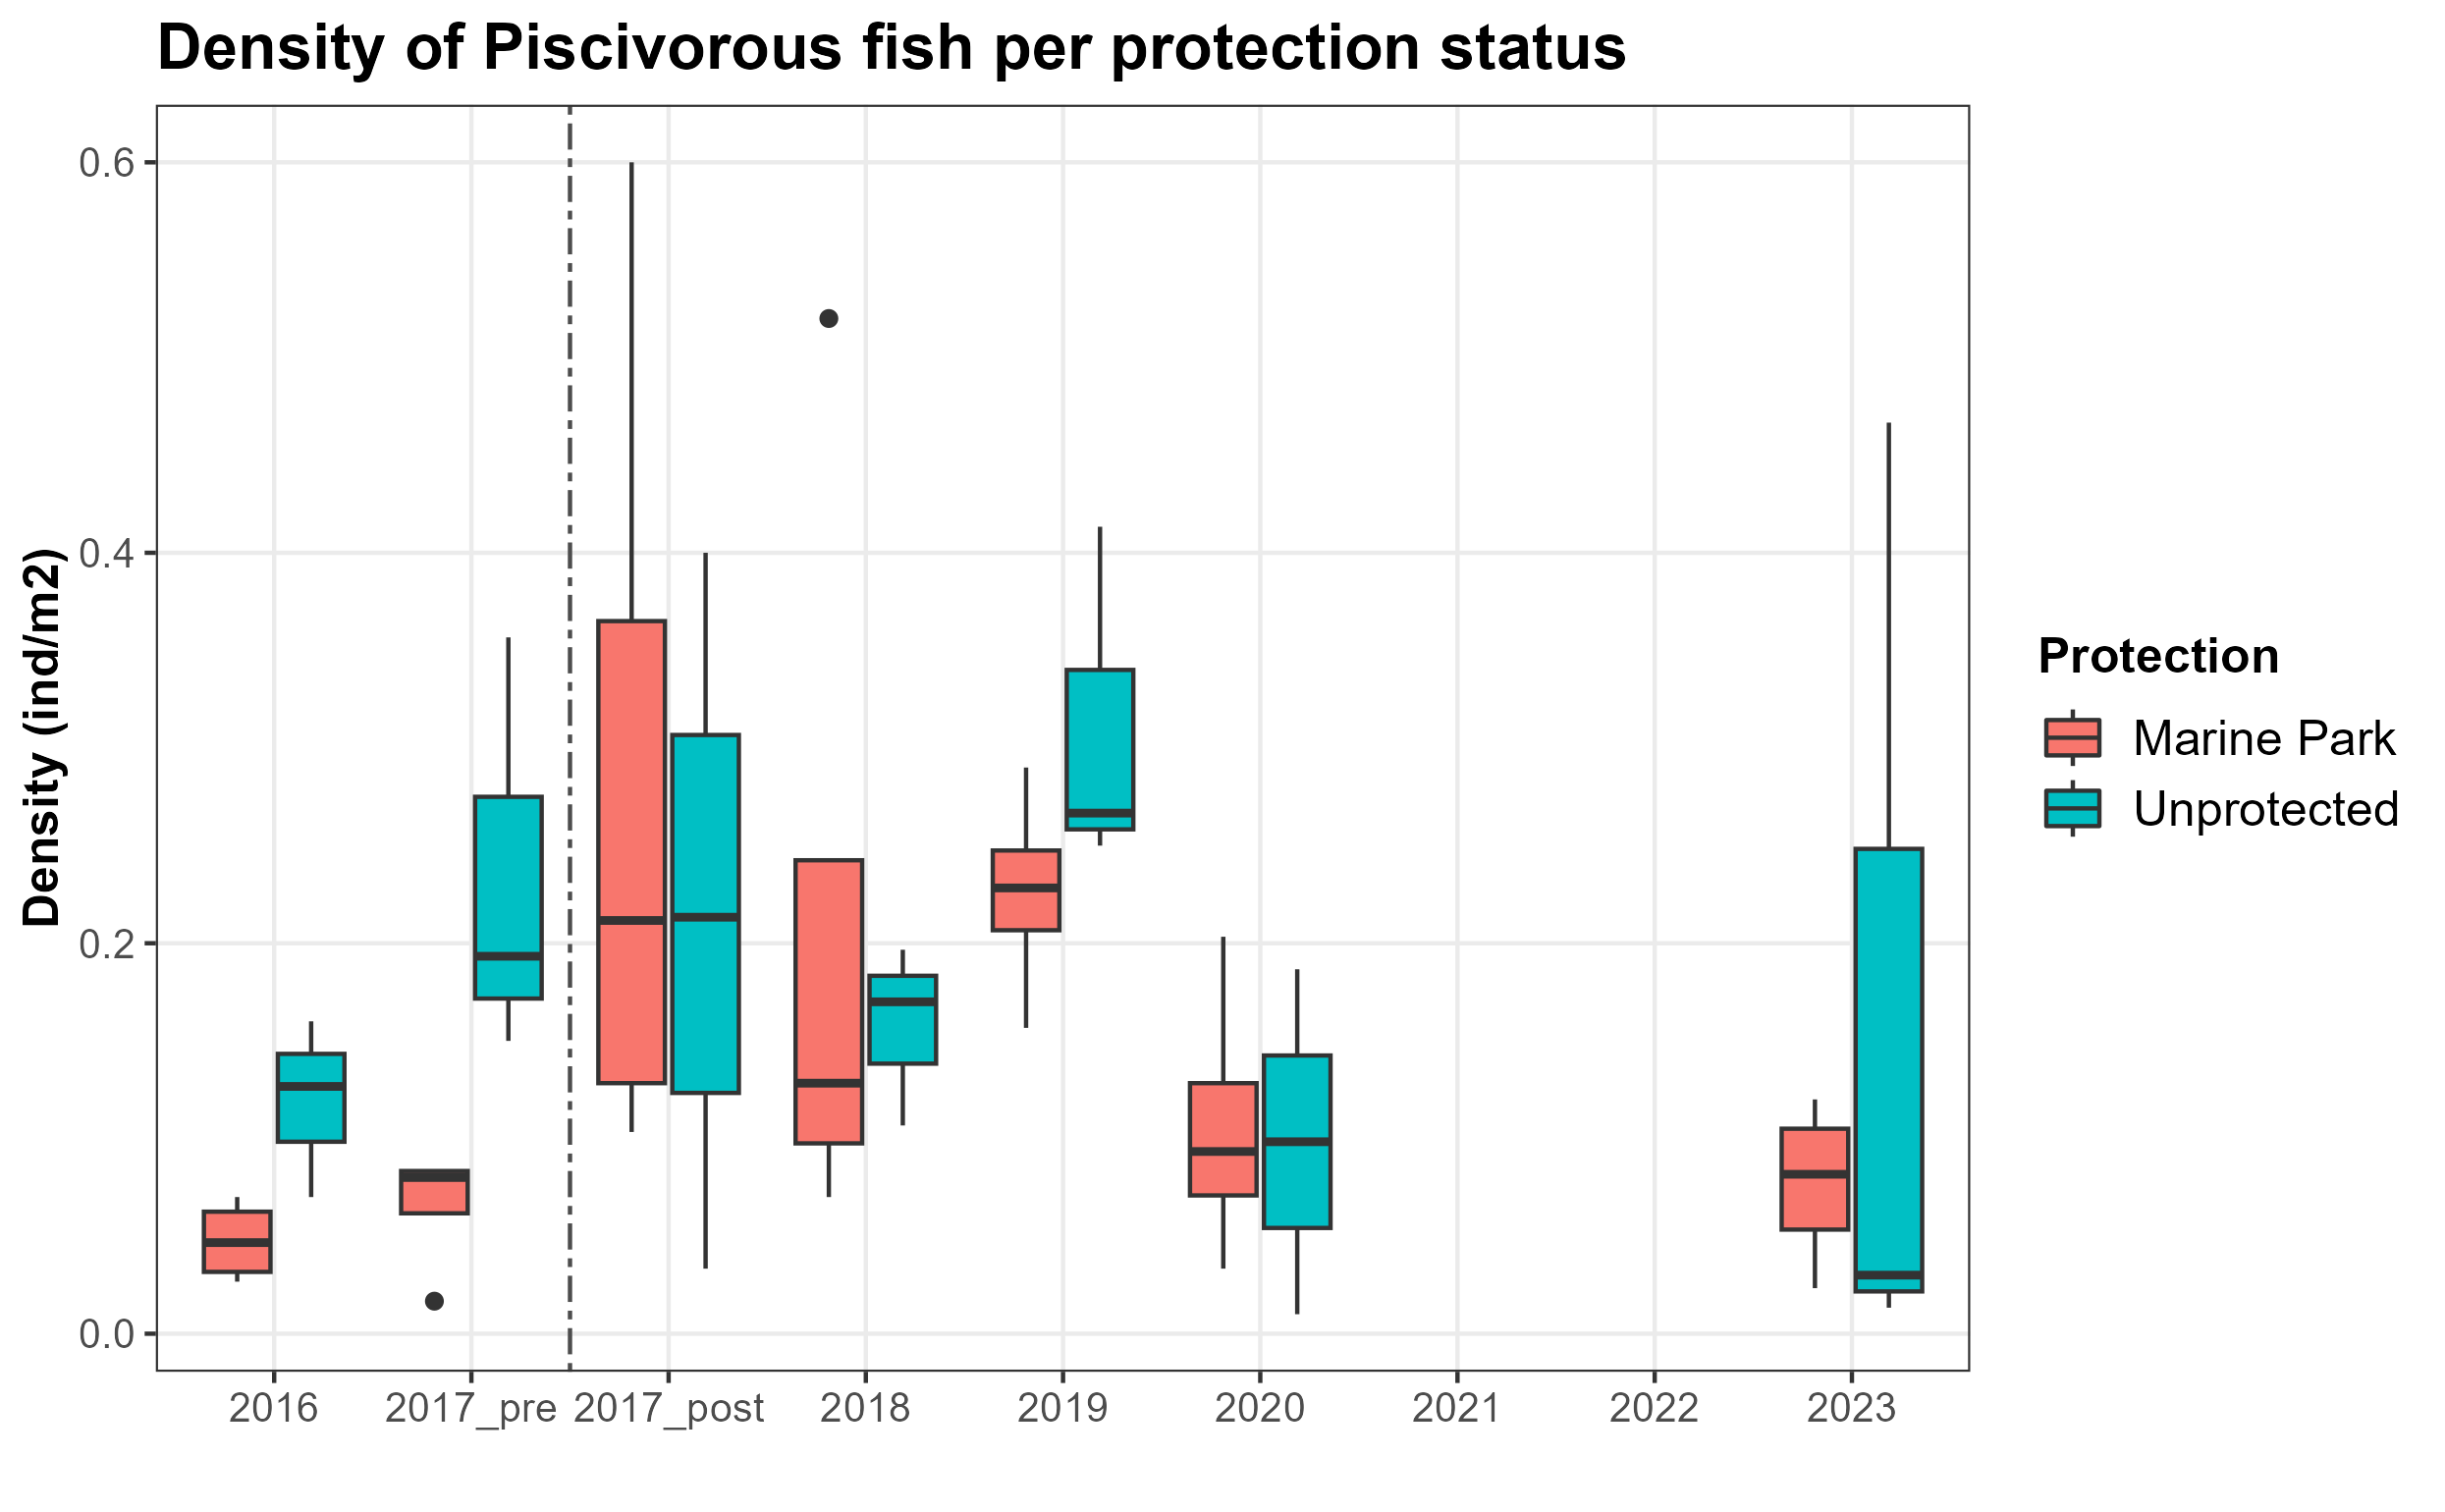 Density of Piscivorous fish per protection status
Density (ind/m2)
0.6
0.4
0.2
0.0
2016 2017_pre 2017_post 2018 2019 2020 2021 2022 2023
Protection
Marine Park
Unprotected